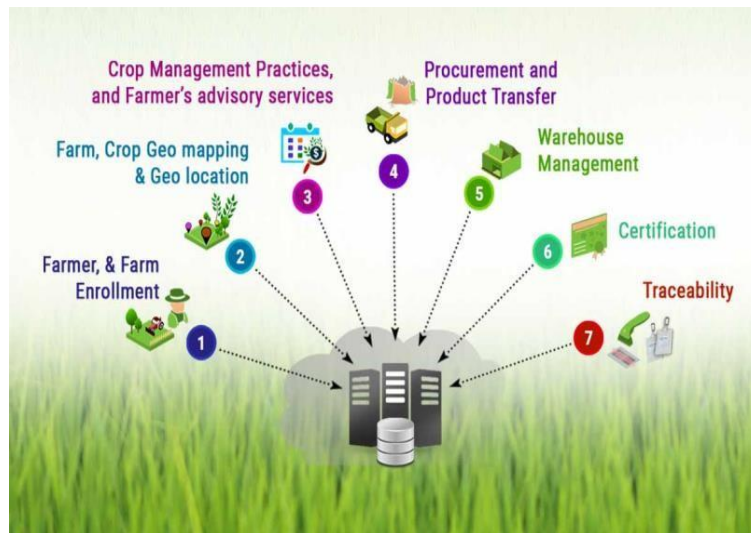 Crop Management Practices,
and Farmer's advisory services
Procurement and
Product Transfer
Farm, Crop Geo mapping
& Geo location
Warehouse
Management
3
4
5
Farmer, & Farm
Enrollment
2
6
Certification
1
7
Traceability